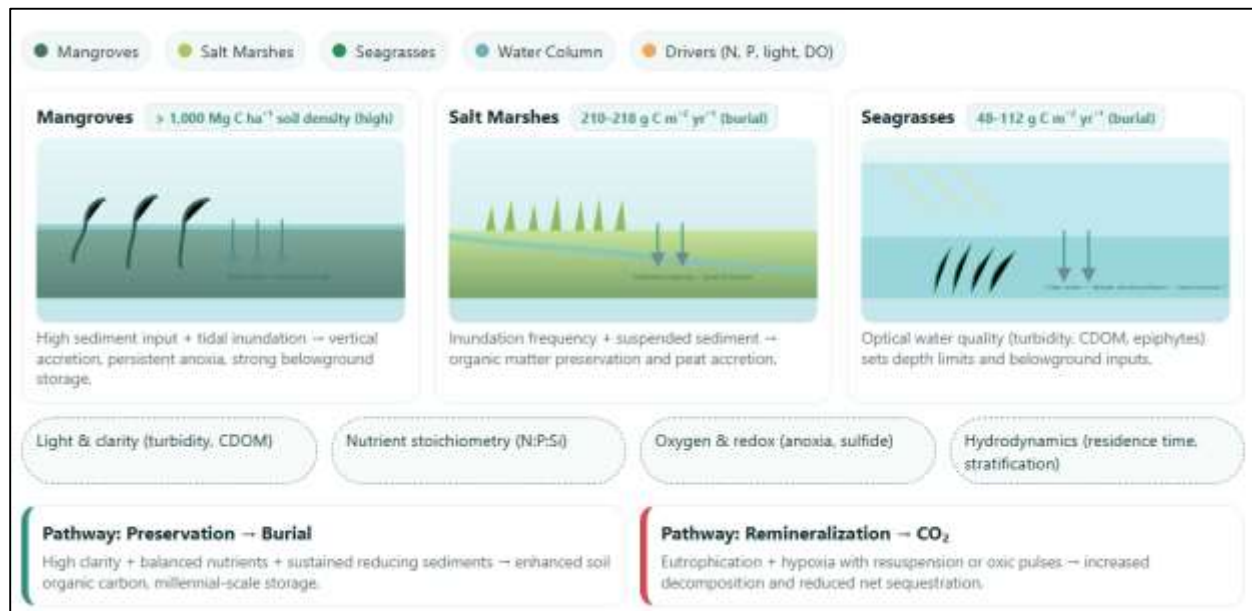 Mangroves
Salt Marshes
Seagrasses
Water Column
Drivers (N, P, light, DO)
Mangroves
> 1,000 Mg C ha⁻¹ soil density (high)
High sediment input + tidal inundation → vertical
accretion, persistent anoxia, strong belowground
storage.
Salt Marshes
210–218 g C m⁻² yr⁻¹ (burial)
Inundation frequency + suspended sediment →
organic matter preservation and peat accretion.
Seagrasses
48–112 g C m⁻² yr⁻¹ (burial)
Optical water quality (turbidity, CDOM, epiphytes)
sets depth limits and belowground inputs.
Light & clarity (turbidity, CDOM)
Nutrient stoichiometry (N:P:Si)
Oxygen & redox (anoxia, sulfide)
Hydrodynamics (residence time,
stratification)
Pathway: Preservation → Burial
High clarity + balanced nutrients + sustained reducing sediments → enhanced soil
organic carbon, millennial-scale storage.
Pathway: Remineralization → CO₂
Eutrophication + hypoxia with resuspension or oxic pulses → increased
decomposition and reduced net sequestration.